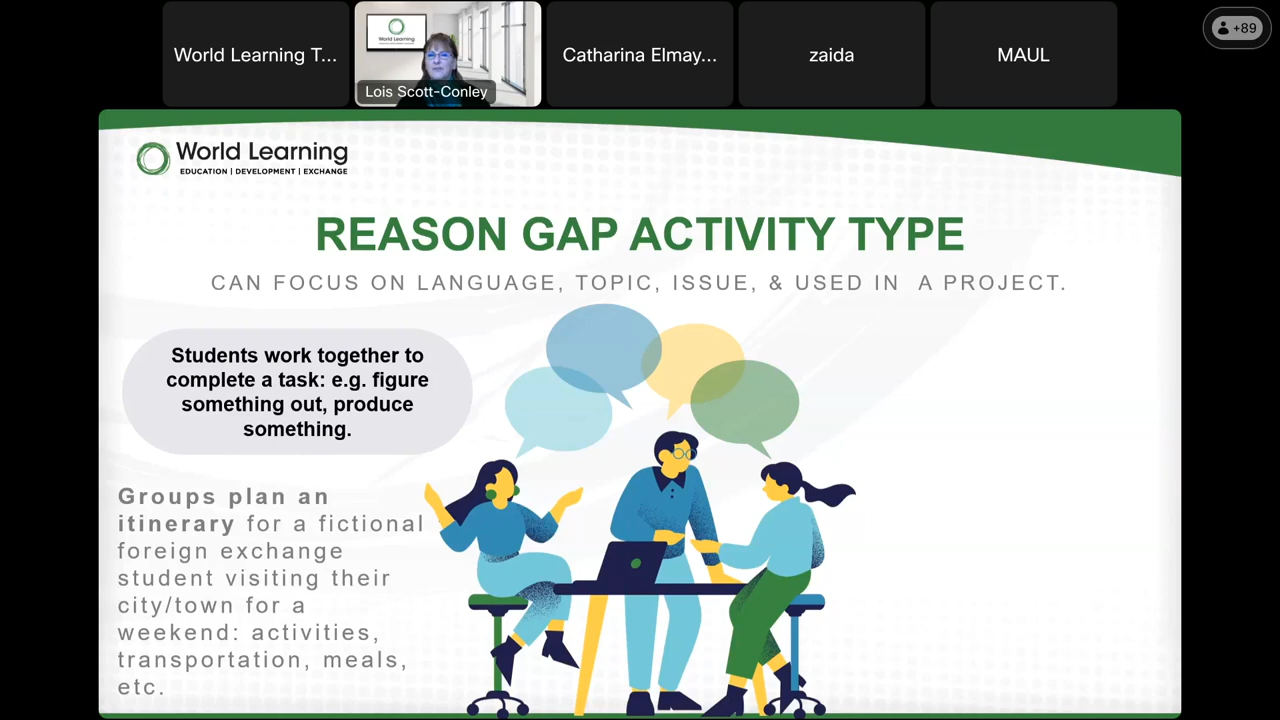 World Learning T...
World Learning
Lois Scott-Conley
Catharina Elmay...
zaida
MAUL
+89
World Learning
EDUCATION | DEVELOPMENT | EXCHANGE
REASON GAP ACTIVITY TYPE
CAN FOCUS ON LANGUAGE, TOPIC, ISSUE, & USED IN A PROJECT.
Students work together to
complete a task: e.g. figure
something out, produce
something.
Groups plan an
itinerary for a fictional
foreign exchange
student visiting their
city/town for a
weekend: activities,
transportation, meals,
etc.